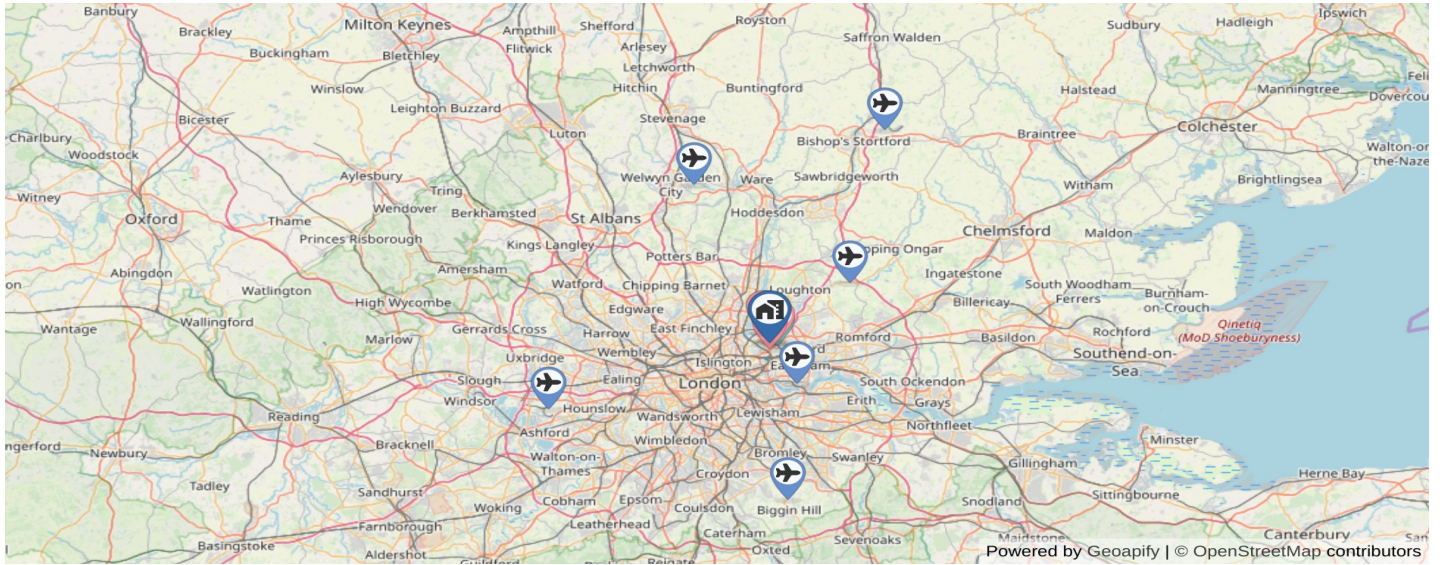 Banbury
Brackley
Milton Keynes
Ampthill
Shefford
Royston
Saffron Walden
Sudbury
Hadleigh
Ipswich
Buckingham
Bletchley
Flitwick
Arlesey
Letchworth
Winslow
Leighton Buzzard
Hitchin
Buntingford
Halstead
Manningtree
Bicester
Luton
Stevenage
Bishop's Stortford
Braintree
Colchester
Charlbury
Woodstock
Aylesbury
Tring
Welwyn Garden
City
Ware
Sawbridgeworth
Witham
Brightlingsea
Walton-on-
the-Naze
Witney
Oxford
Thame
Wendover
Berkhamsted
St Albans
Hoddesdon
Chelmsford
Maldon
Princes Risborough
Kings Langley
Potters Bar
pping Ongar
Abingdon
Watlington
Amersham
Watford
Chipping Barnet
Loughton
Ingatestone
South Woodham
Ferrers
Burnham-
on-Crouch
Wantage
Wallingford
High Wycombe
Edgware
Billericay
Gerrards Cross
Harrow
East Finchley
Romford
Basildon
Rochford
Qinetiq
(MoD Shoeburyness)
Marlow
Uxbridge
Wembley
Islington
Southend-on-
Sea
Slough
Ealing
London
South Ockendon
Windsor
Hounslow
Wandsworth
Lewisham
Erith
Grays
Reading
Ashford
Wimbledon
Northfleet
Bracknell
Walton-on-
Thames
Bromley
Swanley
Gillingham
Minster
Newbury
Croydon
Herne Bay
Tadley
Sandhurst
Woking
Cobham
Epsom
Coulsdon
Biggin Hill
Snodland
Sittingbourne
Farnborough
Leatherhead
Caterham
Sevenoaks
Maidstone
Canterbury
Basingstoke
Aldershot
Guildford
Reigate
Oxted
Powered by Geoapify | © OpenStreetMap contributors